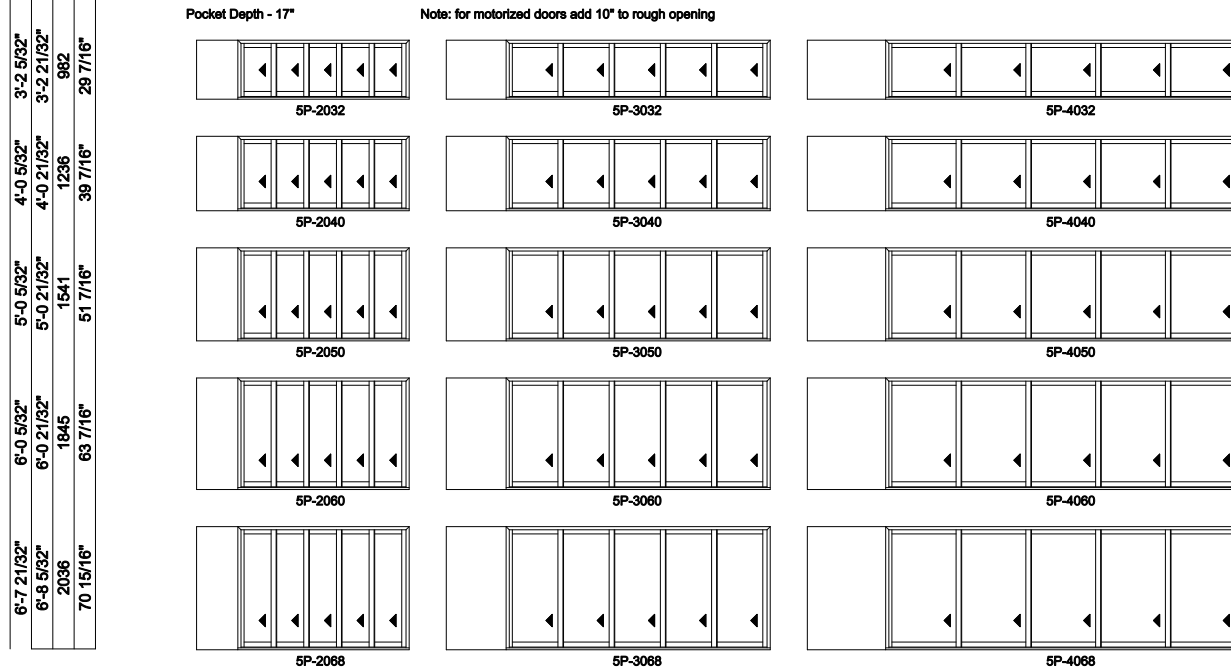 Pocket Depth - 17"
Note: for motorized doors add 10" to rough opening
3'-2 5/32"
3'-2 21/32"
982
29 7/16"
5P-2032
5P-3032
5P-4032
4'-0 5/32"
4'-0 21/32"
1236
39 7/16"
5P-2040
5P-3040
5P-4040
5'-0 5/32"
5'-0 21/32"
1541
51 7/16"
5P-2050
5P-3050
5P-4050
6'-0 5/32"
6'-0 21/32"
1845
63 7/16"
5P-2060
5P-3060
5P-4060
6'-7 21/32"
6'-8 5/32"
2036
70 15/16"
5P-2068
5P-3068
5P-4068